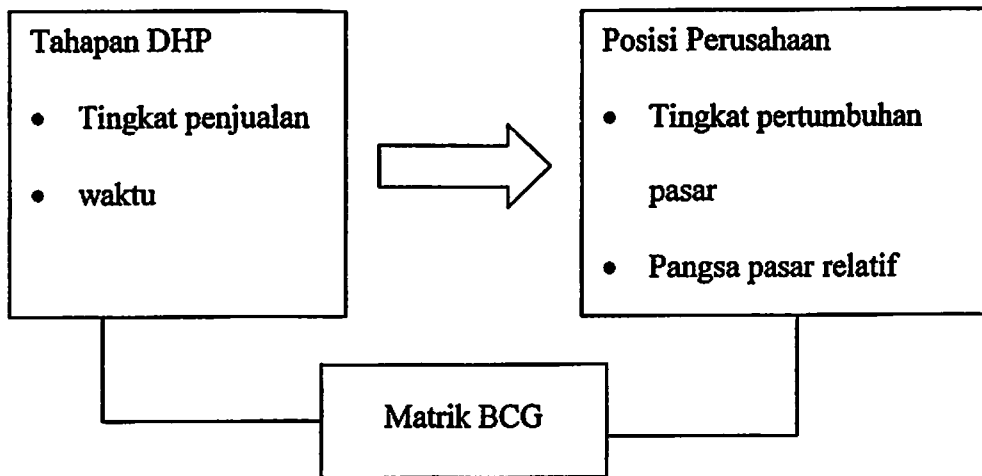 Tahapan DHP
• Tingkat penjualan
• waktu
Posisi Perusahaan
• Tingkat pertumbuhan
pasar
• Pangsa pasar relatif
Matrik BCG